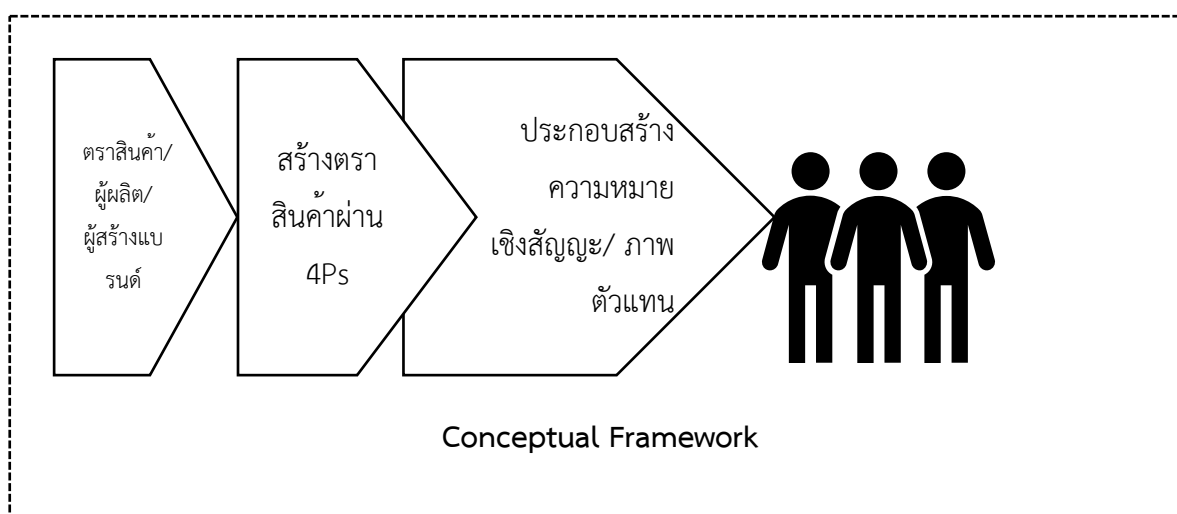 ตราสินค้า/
ผู้ผลิต/
ผู้สร้างแบ
รนด์
สร้างตรา
สินค้าผ่าน
4Ps
ประกอบสร้าง
ความหมาย
เชิงสัญญะ/ ภาพ
ตัวแทน
Conceptual Framework